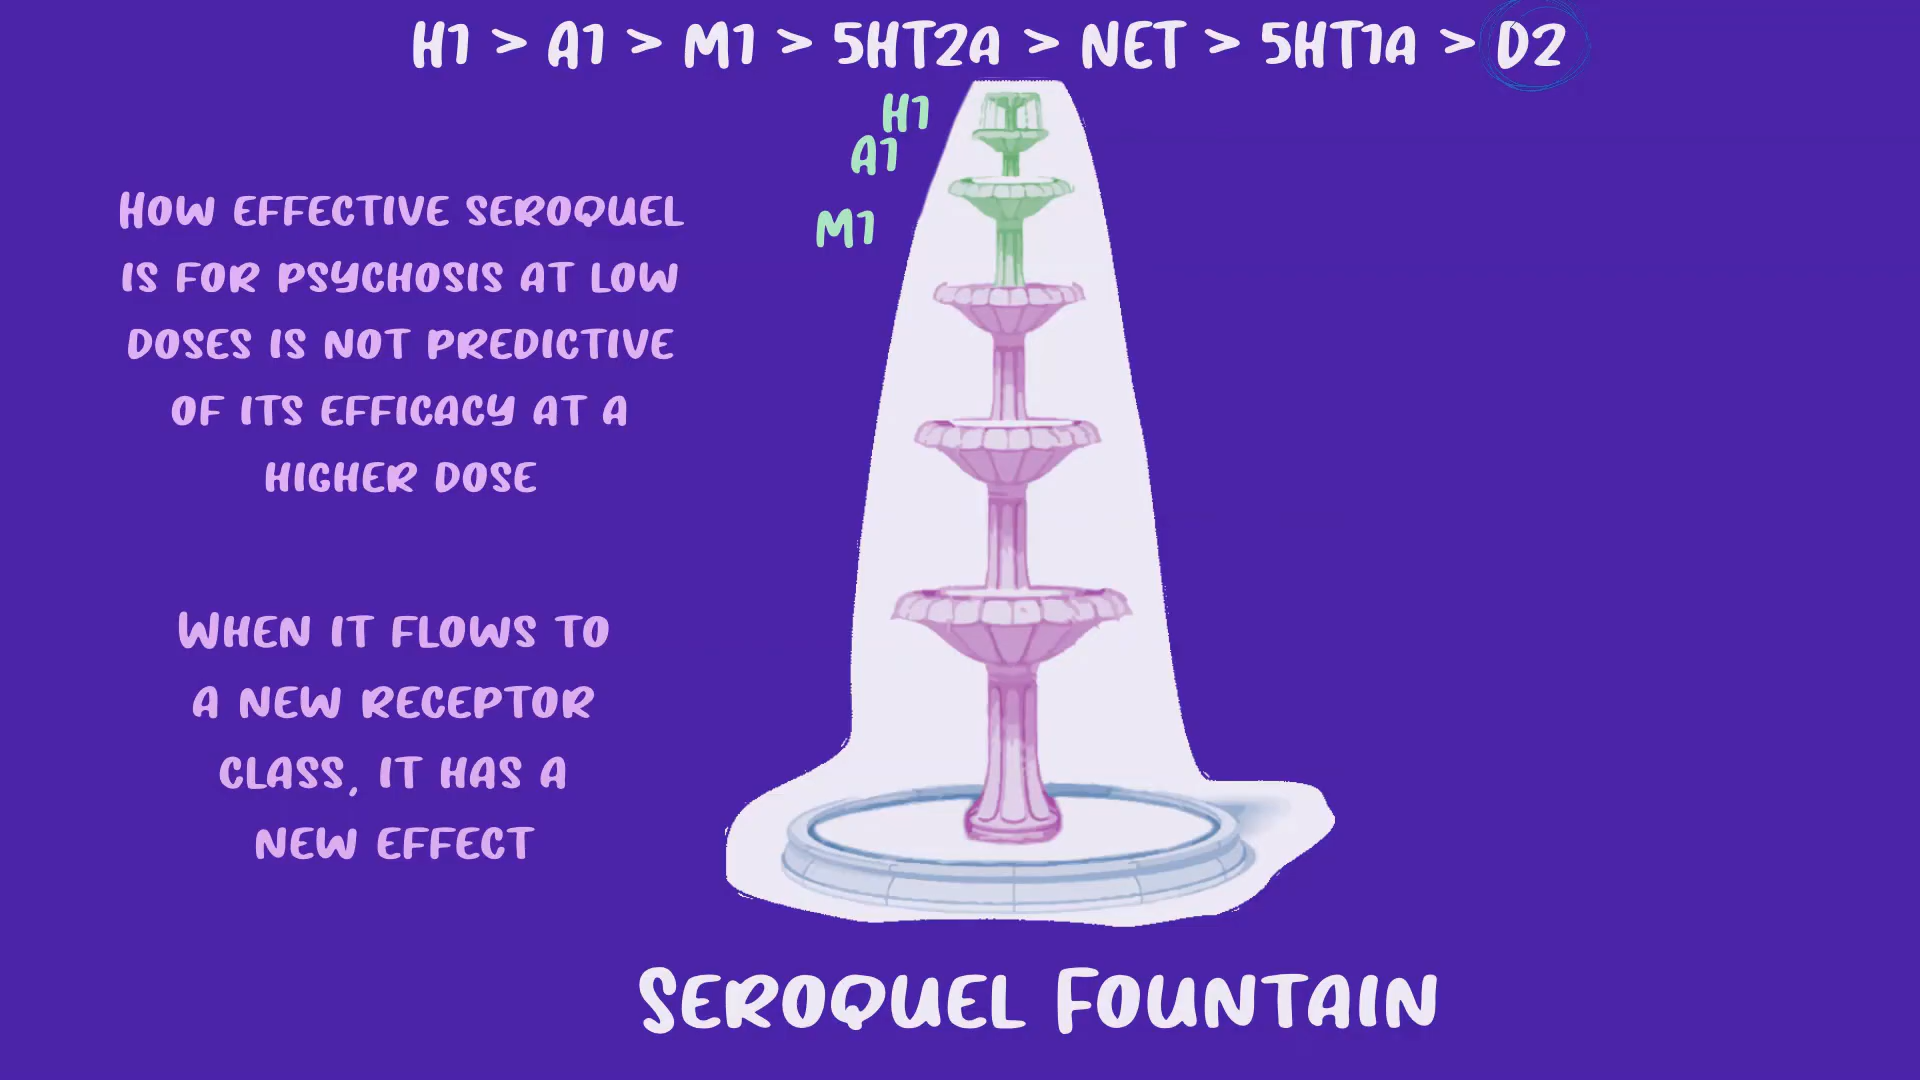 H1 > A1 > M1 > 5HT2A > NET > 5HT1A > D2
H1
A1
M1
How effective Seroquel
is for psychosis at low
doses is not predictive
of its efficacy at a
higher dose
When it flows to
a new receptor
class, it has a
new effect
Seroquel Fountain